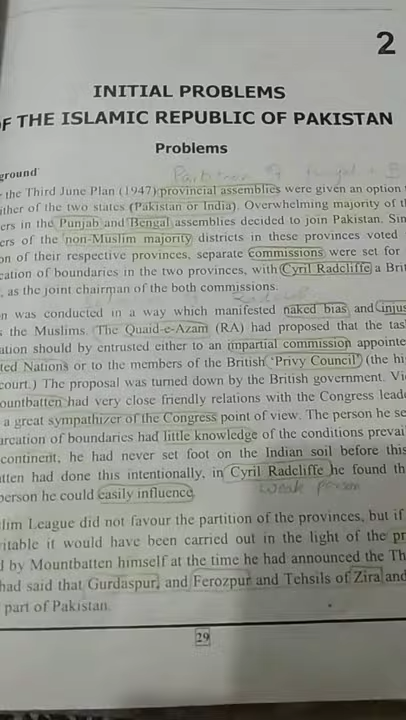 2
INITIAL PROBLEMS
OF THE ISLAMIC REPUBLIC OF PAKISTAN
Problems
ground
Partition of
the Third June Plan (1947) provincial assemblies were given an option
ither of the two states (Pakistan or India). Overwhelming majority of t
ers in the Punjab and Bengal assemblies decided to join Pakistan. Sin
ers of the non-Muslim majority districts in these provinces voted
on of their respective provinces, separate commissions were set for
cation of boundaries in the two provinces, with Cyril Radcliffe a Brit
, as the joint chairman of the both commissions.
n was conducted in a way which manifested naked bias and injus
s the Muslims. The Quaid-e-Azam (RA) had proposed that the tas
ation should by entrusted either to an impartial commission appointe
ted Nations or to the members of the British 'Privy Council' (the hi
court.) The proposal was turned down by the British government. Vi
ountbatten had very close friendly relations with the Congress leade
a great sympathizer of the Congress point of view. The person he se
arcation of boundaries had little knowledge of the conditions prevai
continent, he had never set foot on the Indian soil before this
tten had done this intentionally, in Cyril Radcliffe he found th
person he could easily influence.
weak person
lim League did not favour the partition of the provinces, but if
itable it would have been carried out in the light of the pr
d by Mountbatten himself at the time he had announced the Th
had said that Gurdaspur, and Ferozpur and Tehsils of Zira and
part of Pakistan.
29